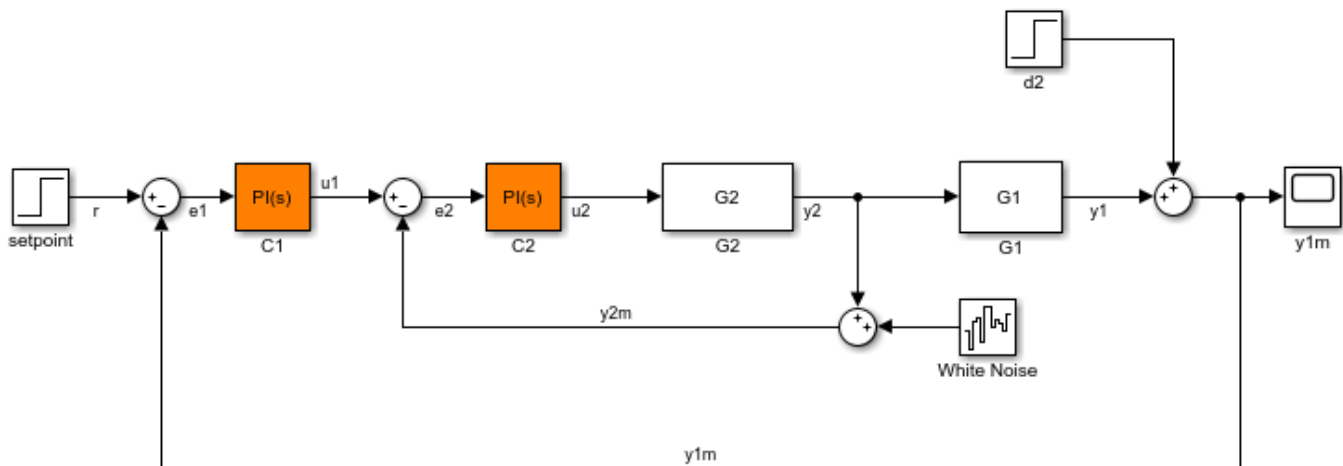 d2
PI(s)
u1
PI(s)
G2
G1
r
e1
e2
u2
y2
y1
setpoint
C1
C2
G2
G1
y1m
y2m
White Noise
y1m